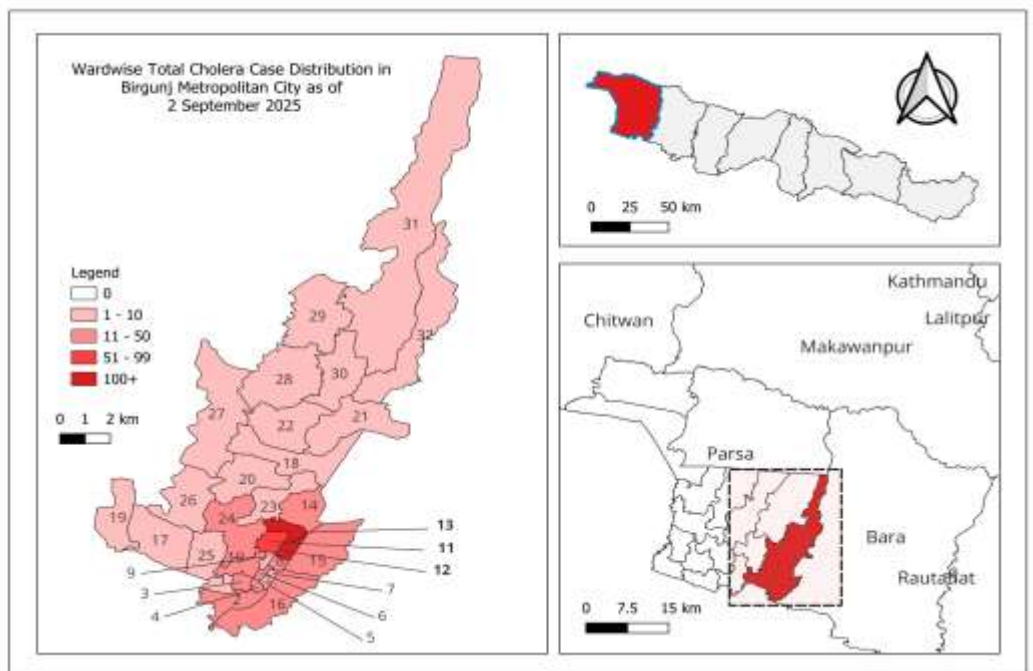 Wardwise Total Cholera Case Distribution in
Birgunj Metropolitan City as of
2 September 2025
31
Legend
0
1 - 10
11 - 50
51 - 99
100+
29
32
30
28
27
21
22
0 1 2 km
18
20
26
23
14
19
24
17
13
11
25
10
15
12
9
7
3
2
16
6
4
5
0 25 50 km
Kathmandu
Chitwan
Lalitpur
Makawanpur
Parsa
Bara
Rautahat
0 7.5 15 km